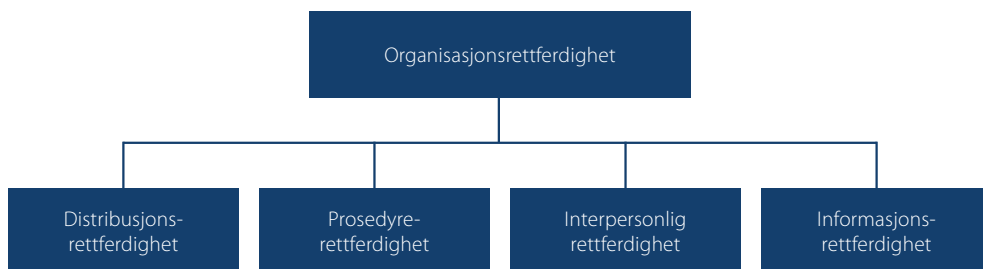 Organisasjonsrettferdighet
Distribusjons-
rettferdighet
Prosedyre-
rettferdighet
Interpersonlig
rettferdighet
Informasjons-
rettferdighet